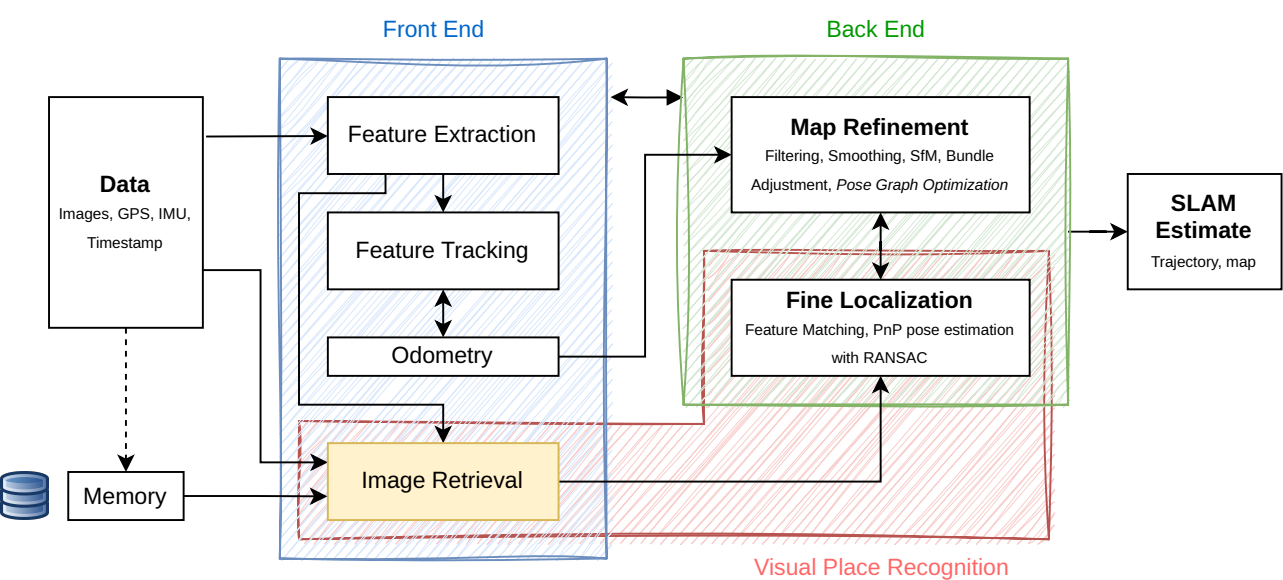 Front End
Back End
Data
Images, GPS, IMU,
Timestamp
Memory
Feature Extraction
Feature Tracking
Odometry
Image Retrieval
Map Refinement
Filtering, Smoothing, SfM, Bundle
Adjustment, Pose Graph Optimization
Fine Localization
Feature Matching, PnP pose estimation
with RANSAC
SLAM
Estimate
Trajectory, map
Visual Place Recognition